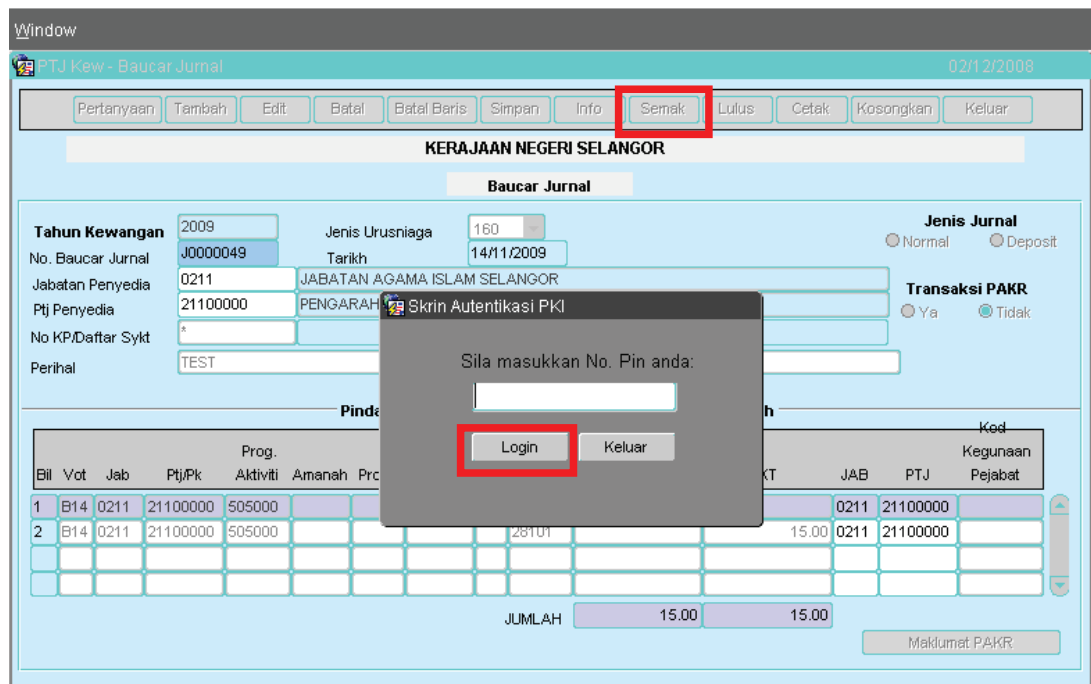 Window
PTJ Kew - Baucar Jurnal 02/12/2008
Pertanyaan Tambah Edit Batal Batal Baris Simpan Info Semak Lulus Cetak Kosongkan Keluar
KERAJAAN NEGERI SELANGOR
Baucar Jurnal
Tahun Kewangan 2009 Jenis Urusniaga 160 Jenis Jurnal
No. Baucar Jurnal J0000049 Tarikh 14/11/2009 Normal Deposit
Jabatan Penyedia 0211 JABATAN AGAMA ISLAM SELANGOR
Ptj Penyedia 21100000 PENGARAH Transaksi PAKR
No KP/Daftar Sykt * Ya Tidak
Perihal TEST
Skrin Autentikasi PKI
Sila masukkan No. Pin anda:
Login Keluar
Pinda h
Bil Vot Jab Ptj/Pk Prog. Aktiviti Amanah Pro KT JAB PTJ Kod Kegunaan Pejabat
1 B14 0211 21100000 505000 0211 21100000
2 B14 0211 21100000 505000 28101 15.00 0211 21100000
JUMLAH 15.00 15.00
Maklumat PAKR